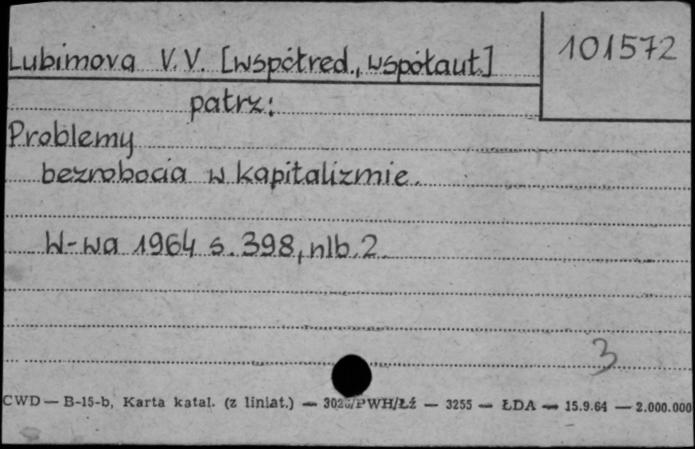 101572
Lubimova V.V. [współred., współaut.]
patrz:
Problemy
bezrobocia w kapitalizmie.
W-wa 1964 s. 398, nlb. 2.
3
CWD — B-15-b, Karta katal. (z liniat.) — /PWH/Łź — 3255 — ŁDA — 15.9.64 — 2.000.000